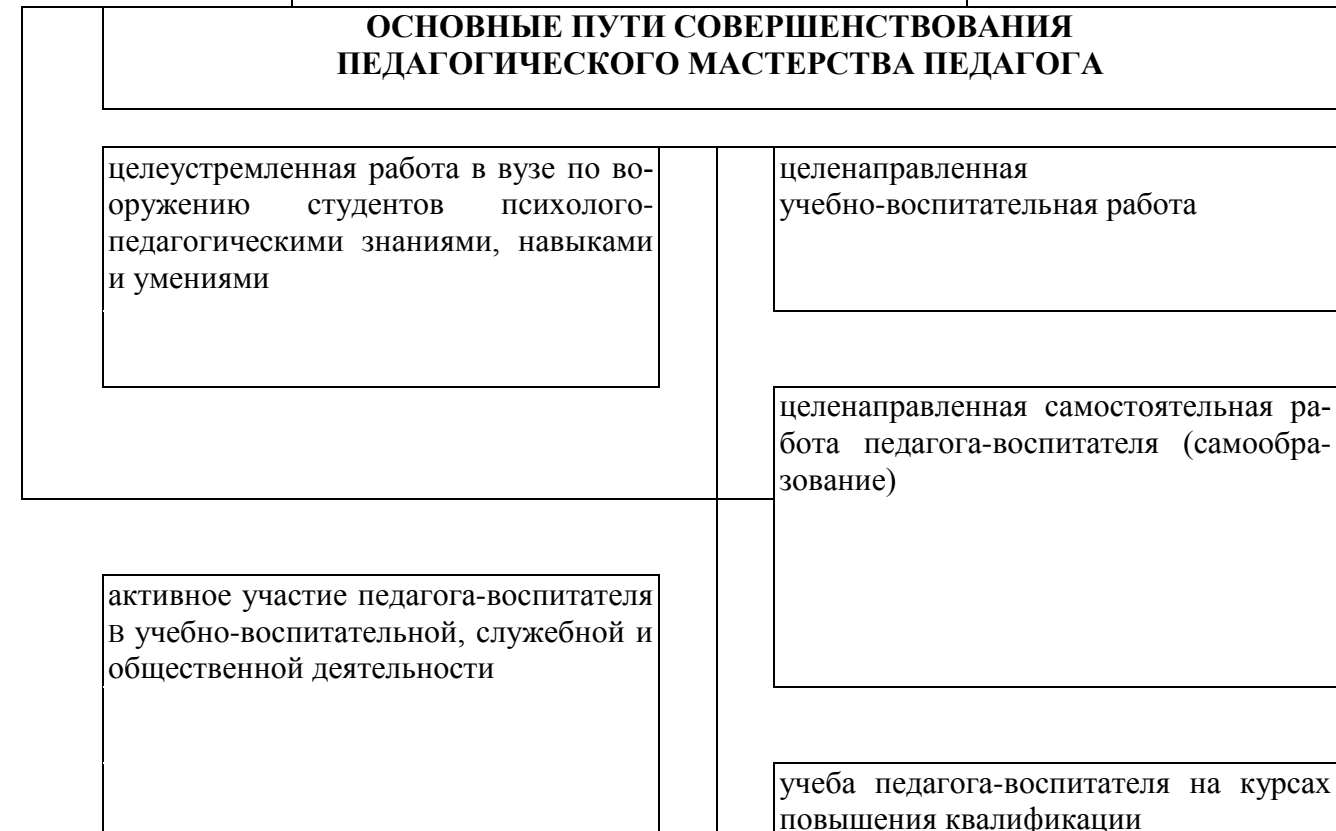 ОСНОВНЫЕ ПУТИ СОВЕРШЕНСТВОВАНИЯ
ПЕДАГОГИЧЕСКОГО МАСТЕРСТВА ПЕДАГОГА
целеустремленная работа в вузе по во-
оружению студентов психолого-
педагогическими знаниями, навыками
и умениями
целенаправленная
учебно-воспитательная работа
целенаправленная самостоятельная ра-
бота педагога-воспитателя (самообра-
зование)
активное участие педагога-воспитателя
В учебно-воспитательной, служебной и
общественной деятельности
учеба педагога-воспитателя на курсах
повышения квалификации